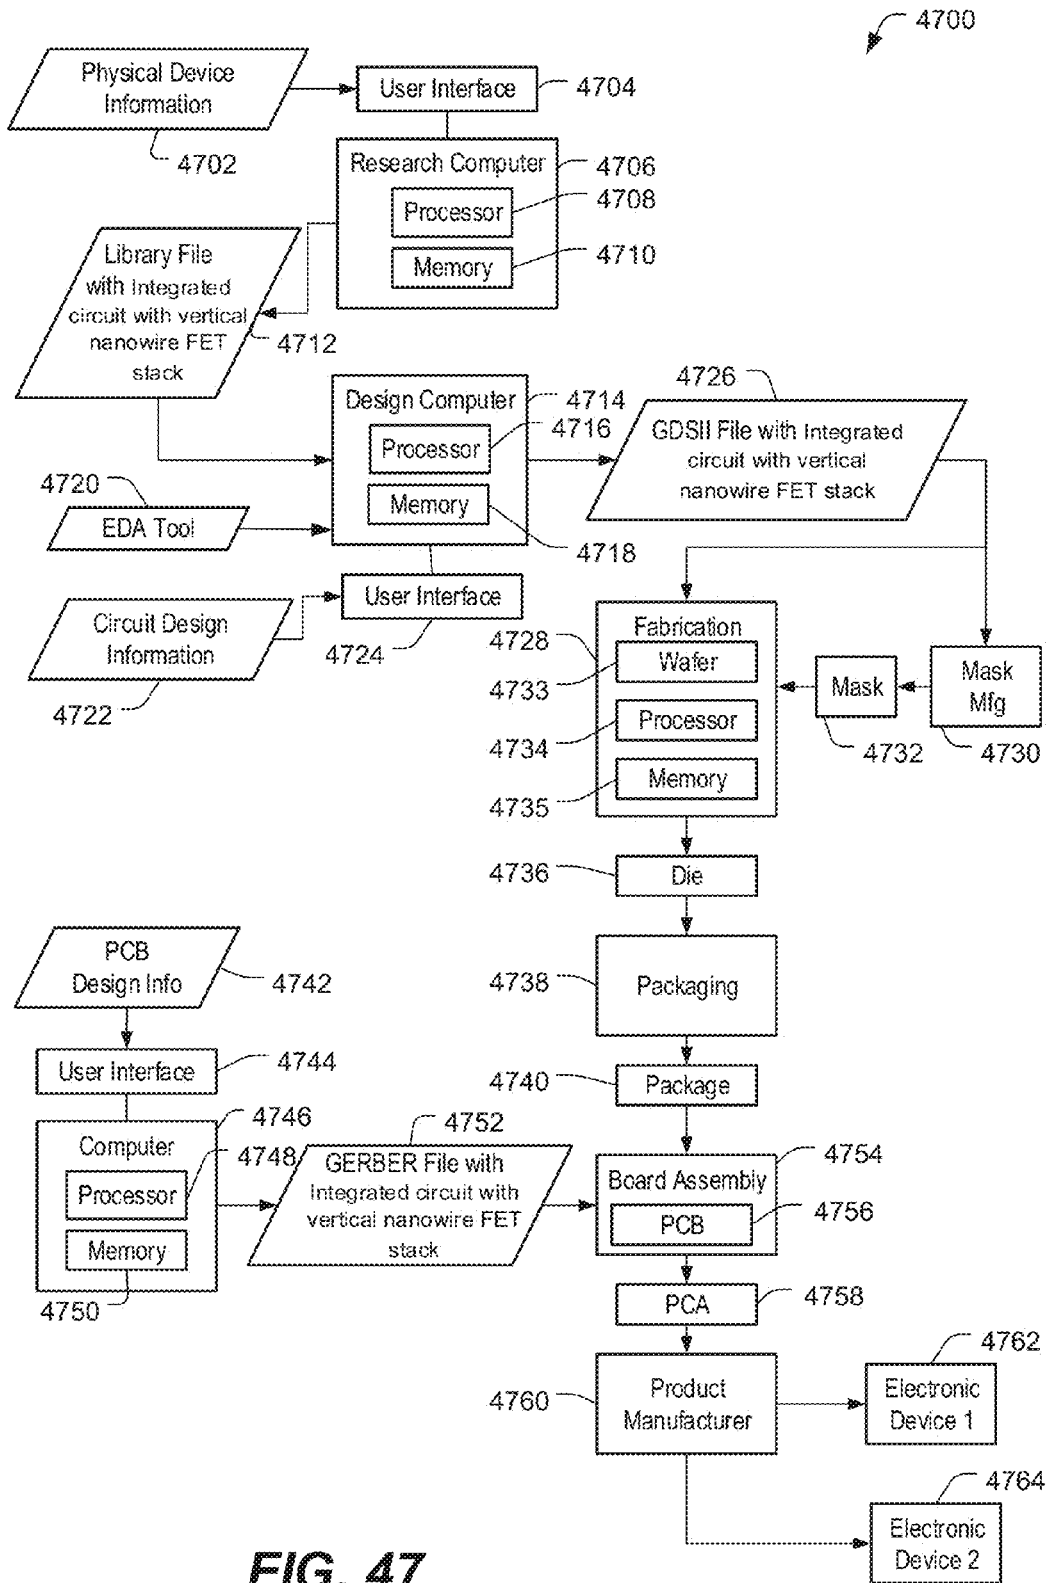 4700
Physical Device
Information
4702
User Interface
4704
Research Computer
4706
Processor
4708
Memory
4710
Library File
with Integrated
circuit with vertical
nanowire FET
stack
4712
Design Computer
4714
Processor
4716
Memory
4718
4720
EDA Tool
Circuit Design
Information
4722
User Interface
4724
4726
GDSII File with Integrated
circuit with vertical
nanowire FET stack
Fabrication
4728
Wafer
4733
Processor
4734
Memory
4735
Mask
4732
Mask
Mfg
4730
4736
Die
4738
Packaging
4740
Package
PCB
Design Info
4742
User Interface
4744
Computer
4746
Processor
4748
Memory
4750
4752
GERBER File with
Integrated circuit with
vertical nanowire FET
stack
Board Assembly
4754
PCB
4756
PCA
4758
Product
Manufacturer
4760
4762
Electronic
Device 1
4764
Electronic
Device 2
FIG. 47